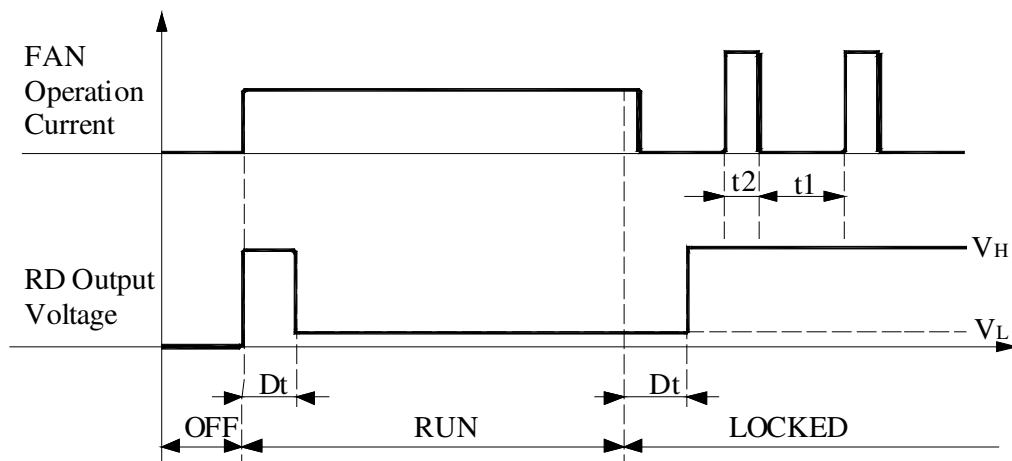 FAN
Operation
Current
t2
t1
VH
RD Output
Voltage
VL
Dt
Dt
OFF
RUN
LOCKED